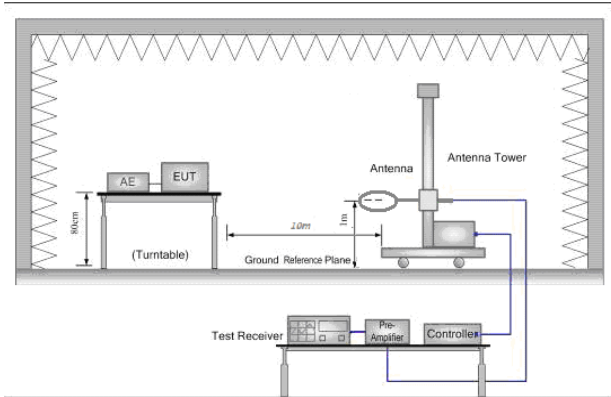 Antenna Tower
Antenna
EUT
AE
80cm
10m
1m
(Turntable)
Ground Reference Plane
Test Receiver
Pre-
Amplifier
Controller